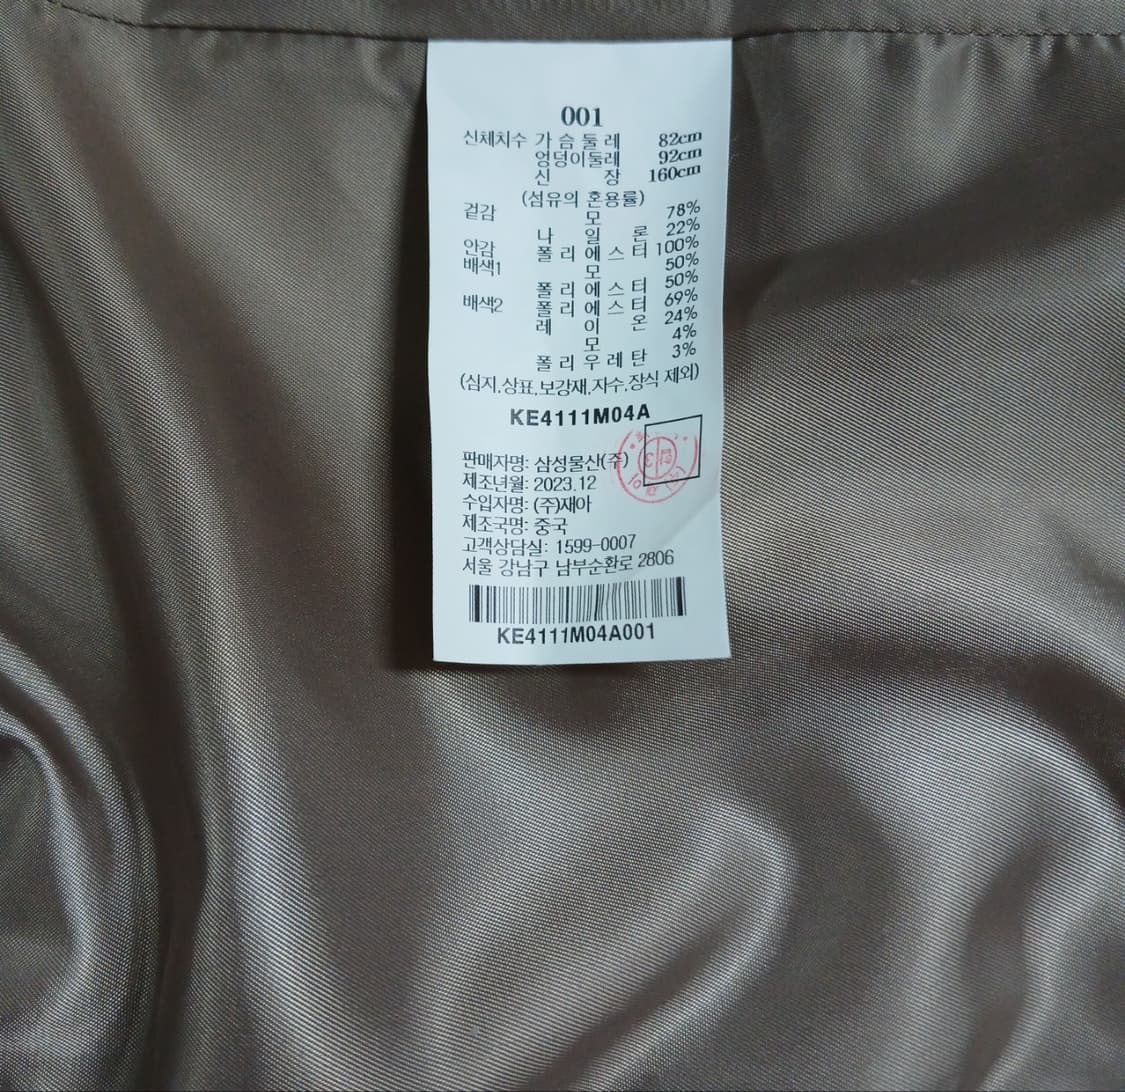 001
신체치수 가슴둘레 82cm
엉덩이둘레 92cm
신 장 160cm
(섬유의 혼용률)
겉감 모 78%
나 일 론 22%
안감 폴리에스터 100%
배색1 모 50%
폴리에스터 50%
배색2 폴리에스터 69%
레 이 온 24%
모 4%
폴리우레탄 3%
(심지,상표,보강재,자수,장식 제외)
KE4111M04A
판매자명: 삼성물산(주)
제조년월: 2023.12
수입자명: (주)재아
제조국명: 중국
고객상담실: 1599-0007
서울 강남구 남부순환로 2806
KE4111M04A001